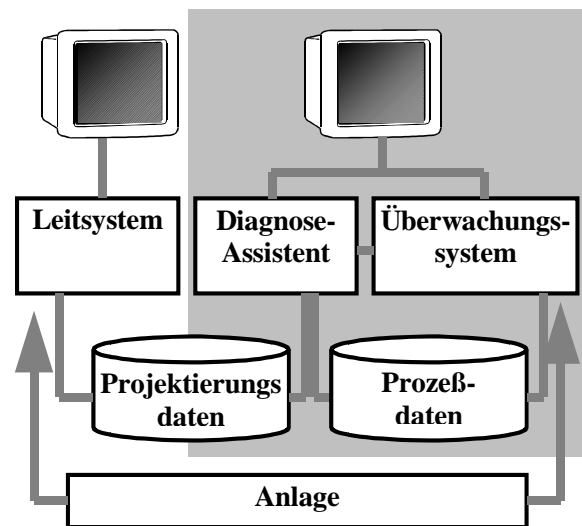 Leitsystem
Diagnose-
Assistent
Überwachungs-
system
Projektierungs
daten
Prozeß-
daten
Anlage